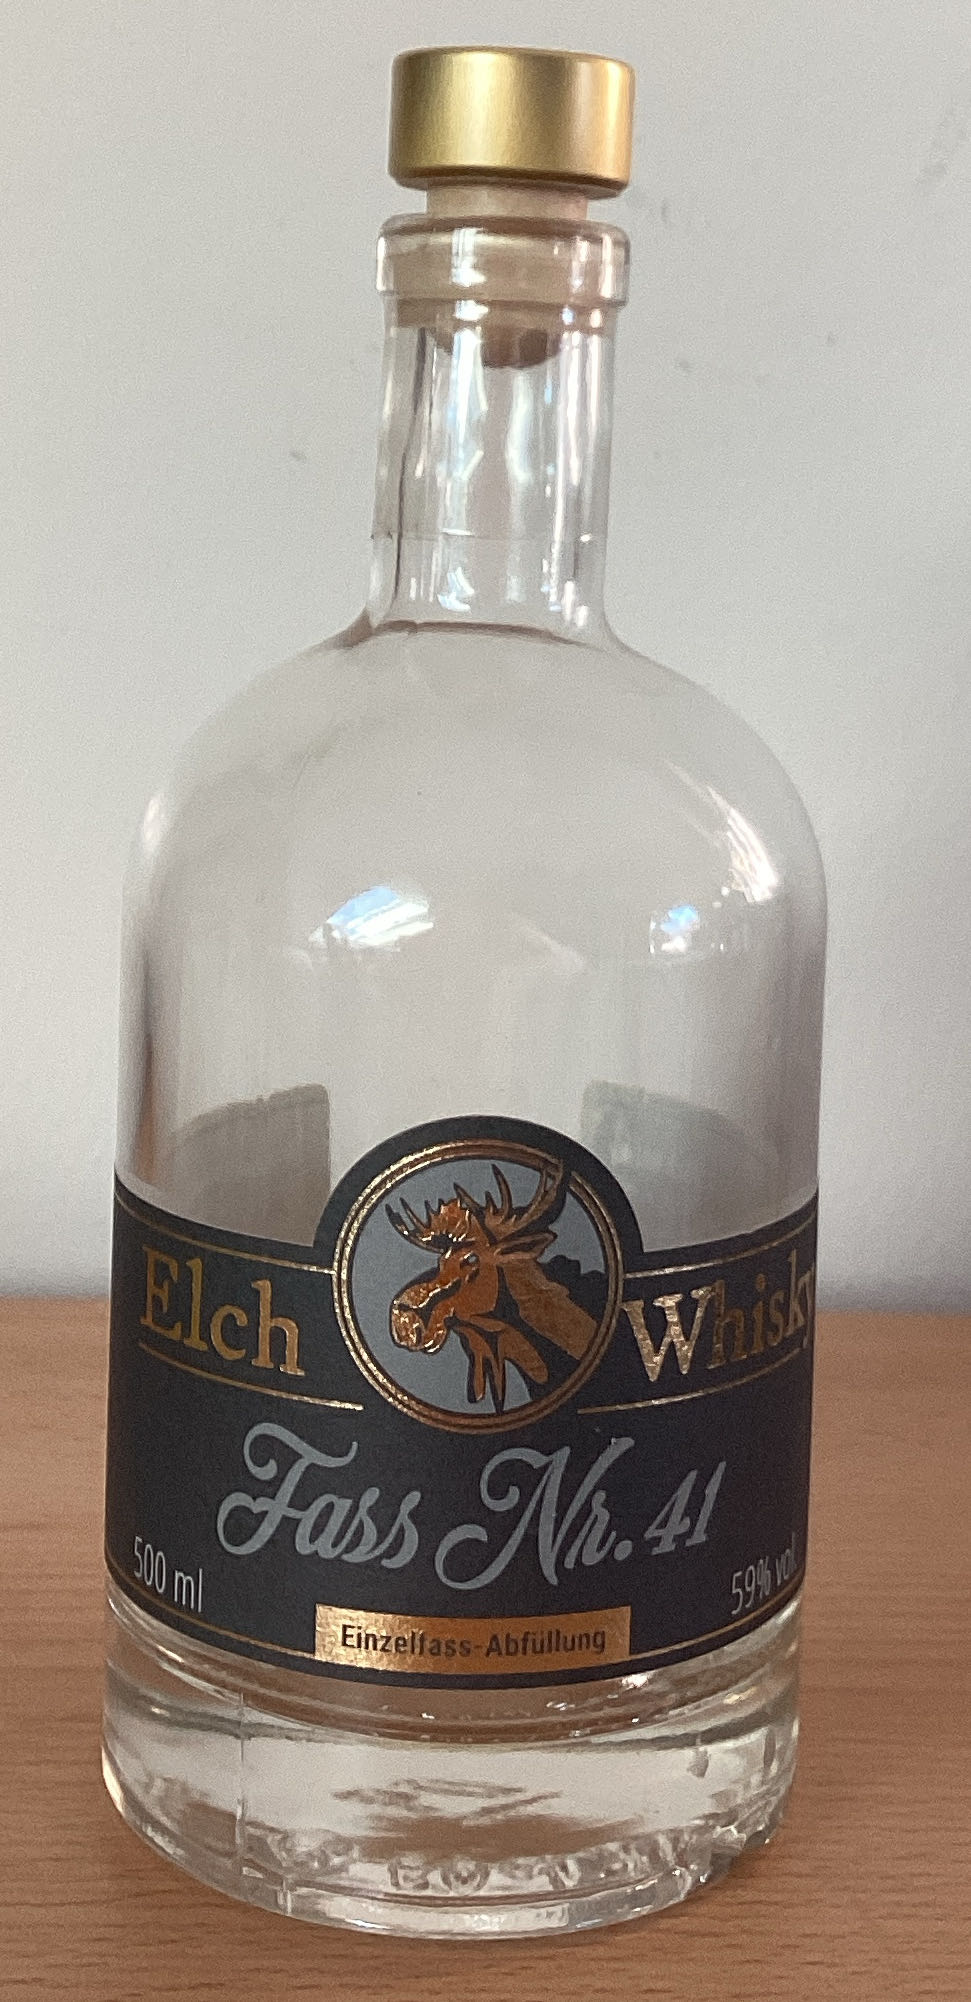 Elch Whisky
Fass Nr. 41
500 ml
59% vol.
Einzelfass-Abfüllung